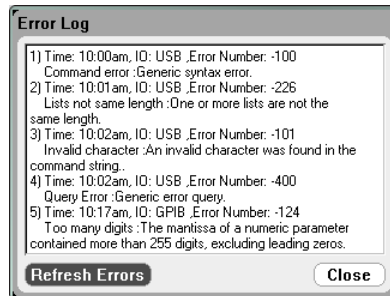 Error Log
1) Time: 10:00am, IO: USB ,Error Number: -100
Command error :Generic syntax error.
2) Time: 10:01am, IO: USB ,Error Number: -226
Lists not same length :One or more lists are not the
same length.
3) Time: 10:02am, IO: USB ,Error Number: -101
Invalid character :An invalid character was found in the
command string..
4) Time: 10:02am, IO: USB ,Error Number: -400
Query Error :Generic error query.
5) Time: 10:17am, IO: GPIB ,Error Number: -124
Too many digits :The mantissa of a numeric parameter
contained more than 255 digits, excluding leading zeros.
Refresh Errors
Close